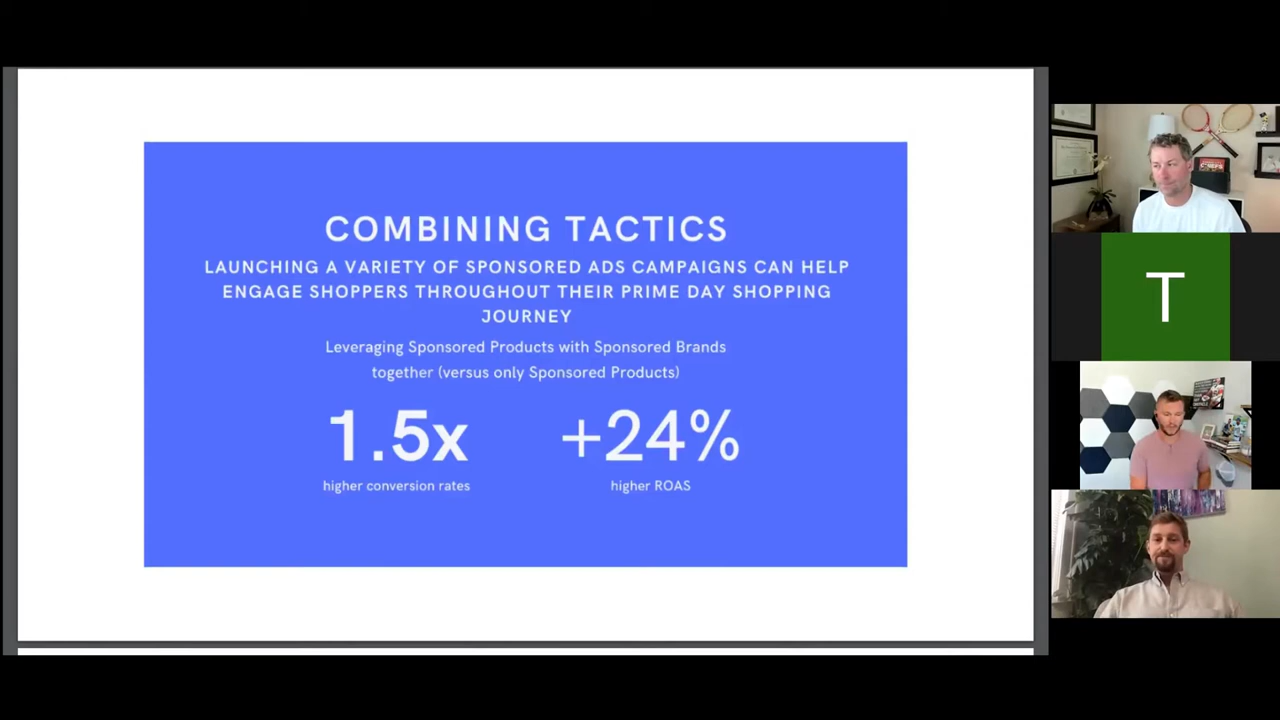 COMBINING TACTICS
LAUNCHING A VARIETY OF SPONSORED ADS CAMPAIGNS CAN HELP
ENGAGE SHOPPERS THROUGHOUT THEIR PRIME DAY SHOPPING
JOURNEY
Leveraging Sponsored Products with Sponsored Brands
together (versus only Sponsored Products)
1.5x
+24%
higher conversion rates
higher ROAS
T
CHIEFS